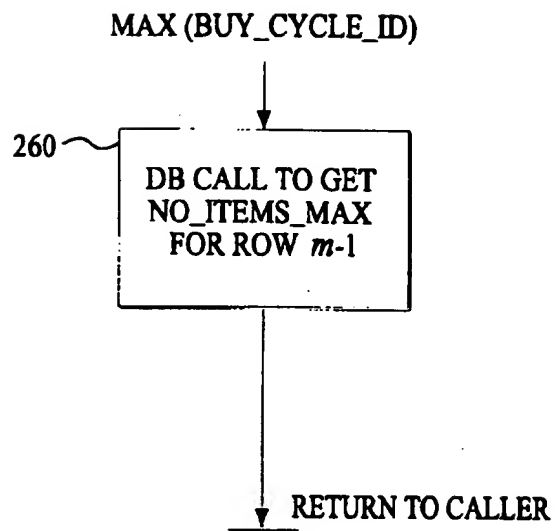 MAX (BUY_CYCLE_ID)
260
DB CALL TO GET
NO_ITEMS_MAX
FOR ROW m-1
RETURN TO CALLER